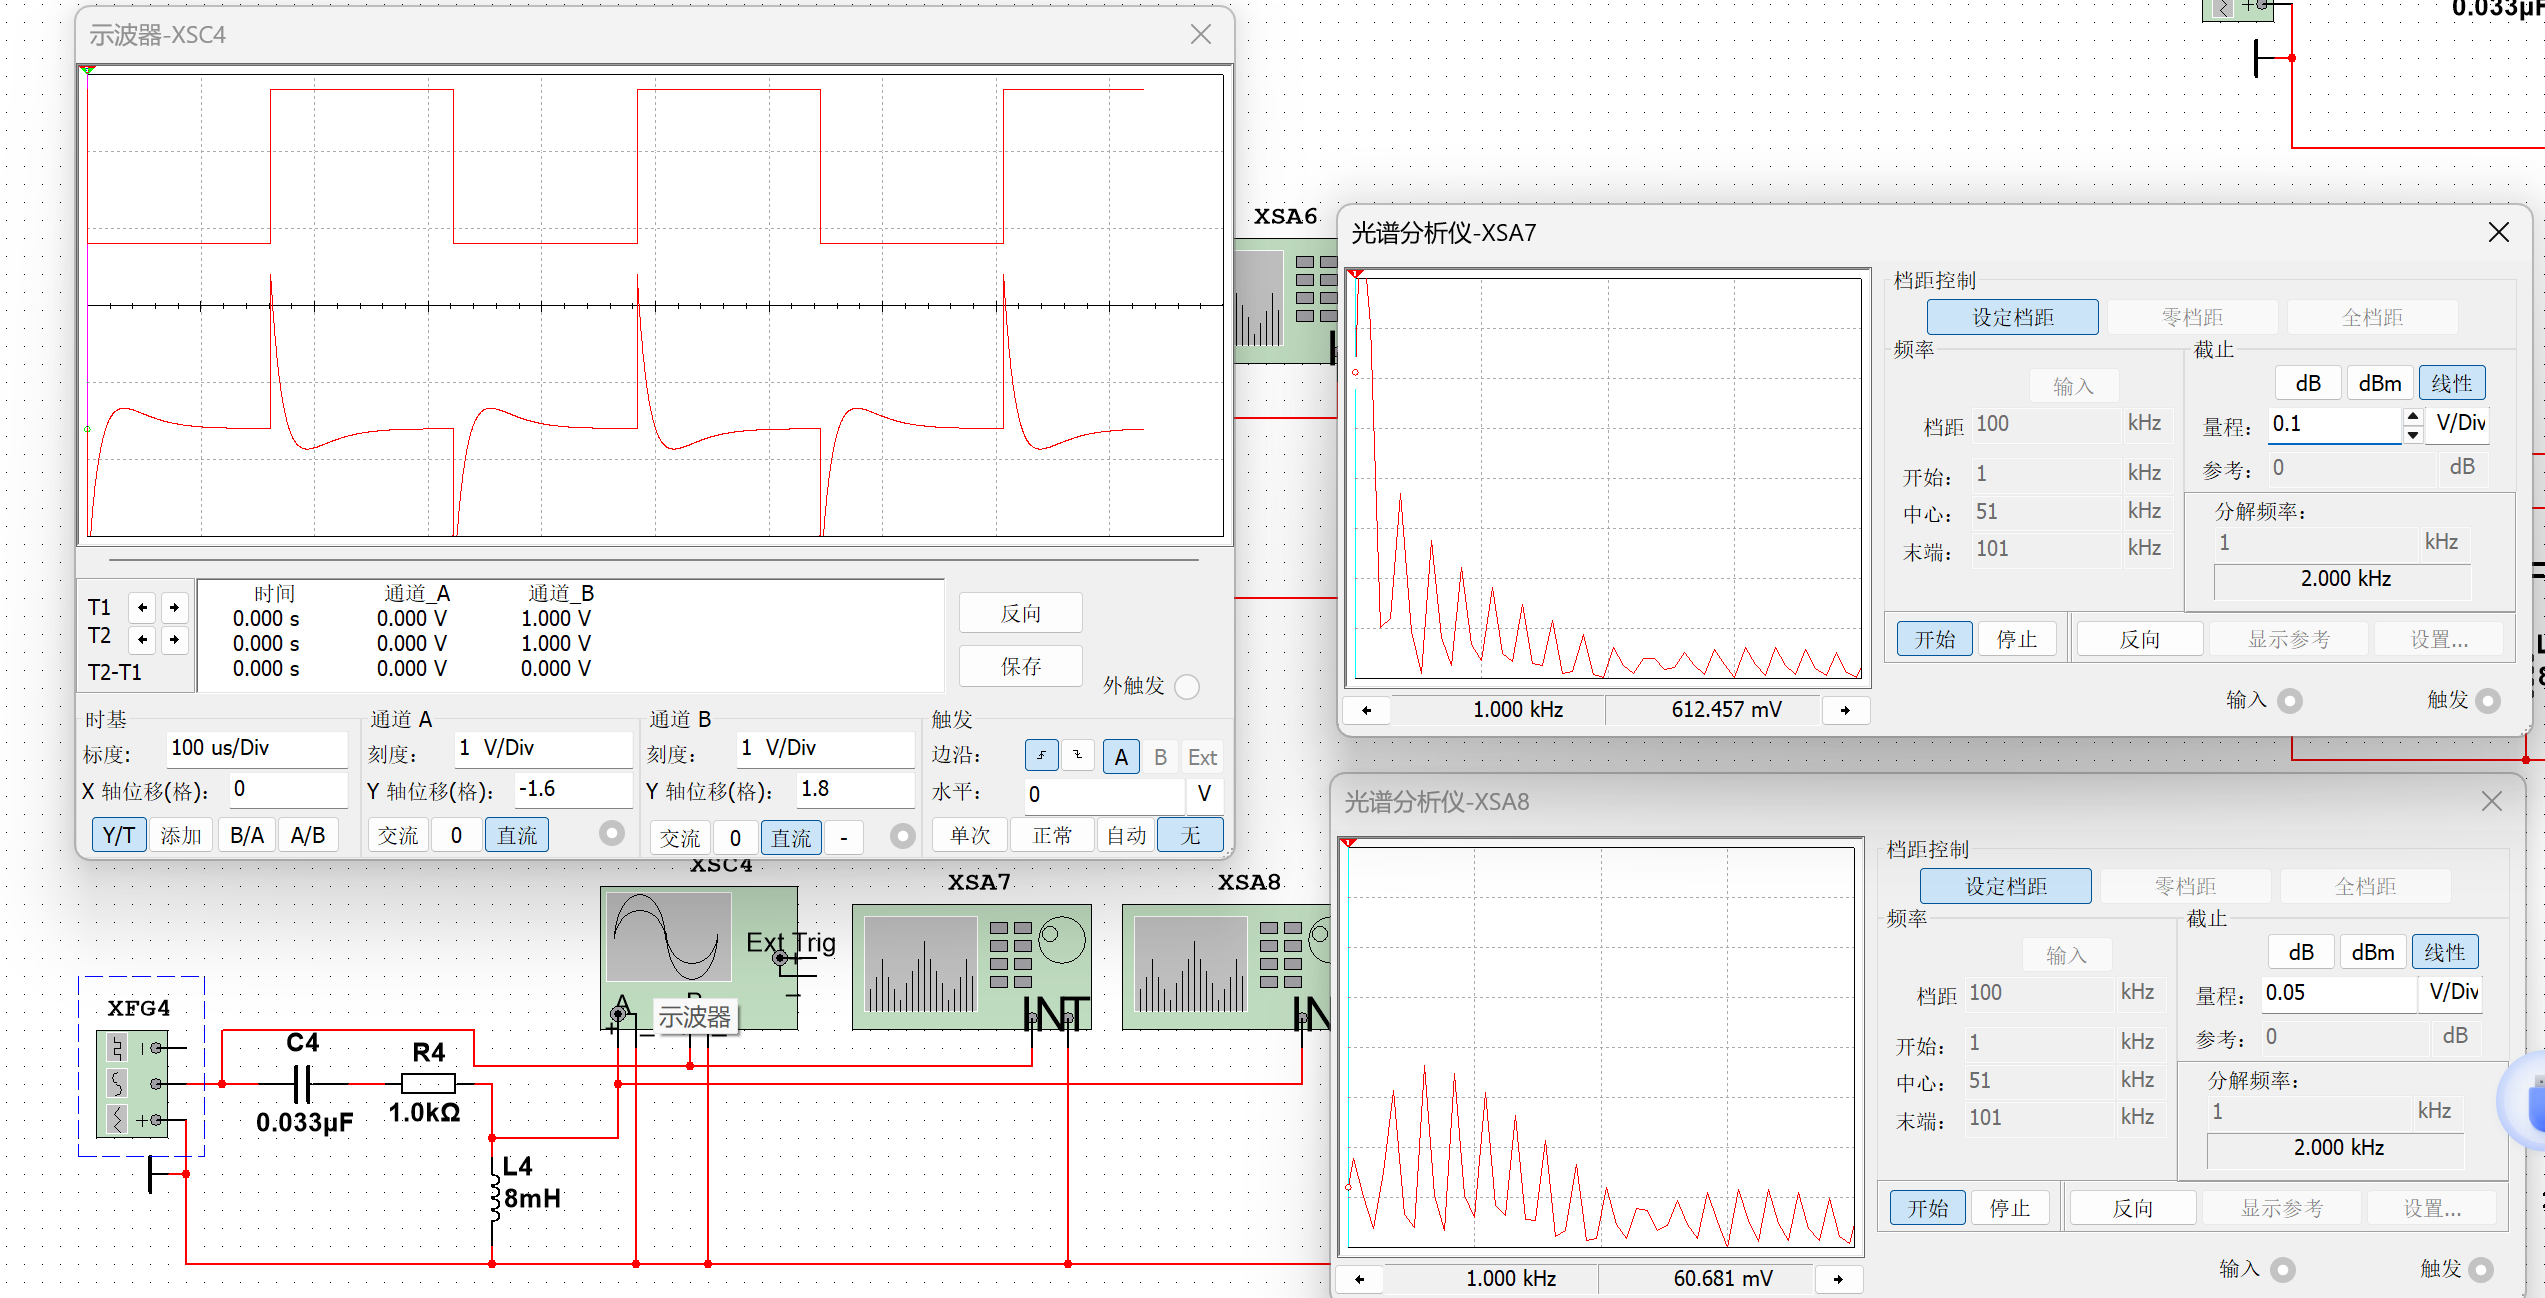 示波器-XSC4
T1
T2
T2-T1
时间 通道_A 通道_B
0.000 s 0.000 V 1.000 V
0.000 s 0.000 V 1.000 V
0.000 s 0.000 V 0.000 V
反向
保存
外触发
时基
标度: 100 us/Div
X 轴位移(格): 0
Y/T 添加 B/A A/B
通道 A
刻度: 1 V/Div
Y 轴位移(格): -1.6
交流 0 直流
通道 B
刻度: 1 V/Div
Y 轴位移(格): 1.8
交流 0 直流 -
触发
边沿: A B Ext
水平: 0 V
单次 正常 自动 无
0.033µF
XSA6
光谱分析仪-XSA7
1.000 kHz 612.457 mV
档距控制
设定档距 零档距 全档距
频率
输入
档距 100 kHz
开始: 1 kHz
中心: 51 kHz
末端: 101 kHz
截止
dB dBm 线性
量程: 0.1 V/Div
参考: 0 dB
分解频率:
1 kHz
2.000 kHz
开始 停止 反向 显示参考 设置...
输入 触发
光谱分析仪-XSA8
1.000 kHz 60.681 mV
档距控制
设定档距 零档距 全档距
频率
输入
档距 100 kHz
开始: 1 kHz
中心: 51 kHz
末端: 101 kHz
截止
dB dBm 线性
量程: 0.05 V/Div
参考: 0 dB
分解频率:
1 kHz
2.000 kHz
开始 停止 反向 显示参考 设置...
输入 触发
XSC4
XSA7
XSA8
Ext Trig
A
示波器
IN T
IN
XFG4
C4
0.033µF
R4
1.0kΩ
L4
8mH